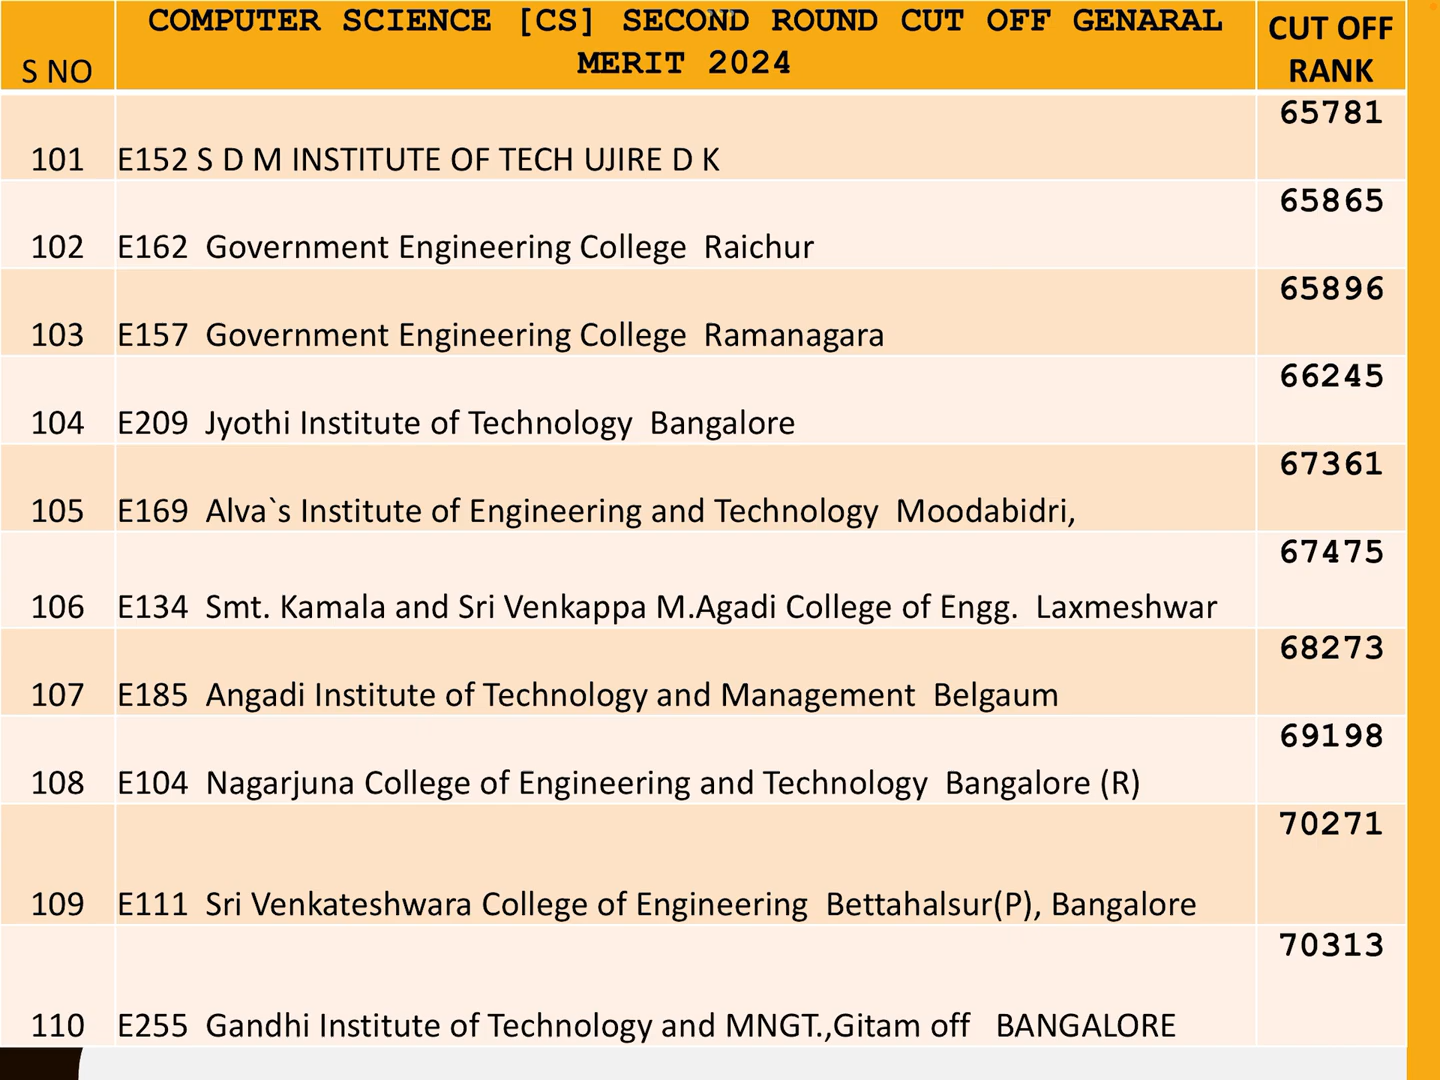 S NO COMPUTER SCIENCE [CS] SECOND ROUND CUT OFF GENARAL MERIT 2024 CUT OFF RANK
101 E152 S D M INSTITUTE OF TECH UJIRE D K 65781
102 E162 Government Engineering College Raichur 65865
103 E157 Government Engineering College Ramanagara 65896
104 E209 Jyothi Institute of Technology Bangalore 66245
105 E169 Alva`s Institute of Engineering and Technology Moodabidri, 67361
106 E134 Smt. Kamala and Sri Venkappa M.Agadi College of Engg. Laxmeshwar 67475
107 E185 Angadi Institute of Technology and Management Belgaum 68273
108 E104 Nagarjuna College of Engineering and Technology Bangalore (R) 69198
109 E111 Sri Venkateshwara College of Engineering Bettahalsur(P), Bangalore 70271
110 E255 Gandhi Institute of Technology and MNGT.,Gitam off BANGALORE 70313